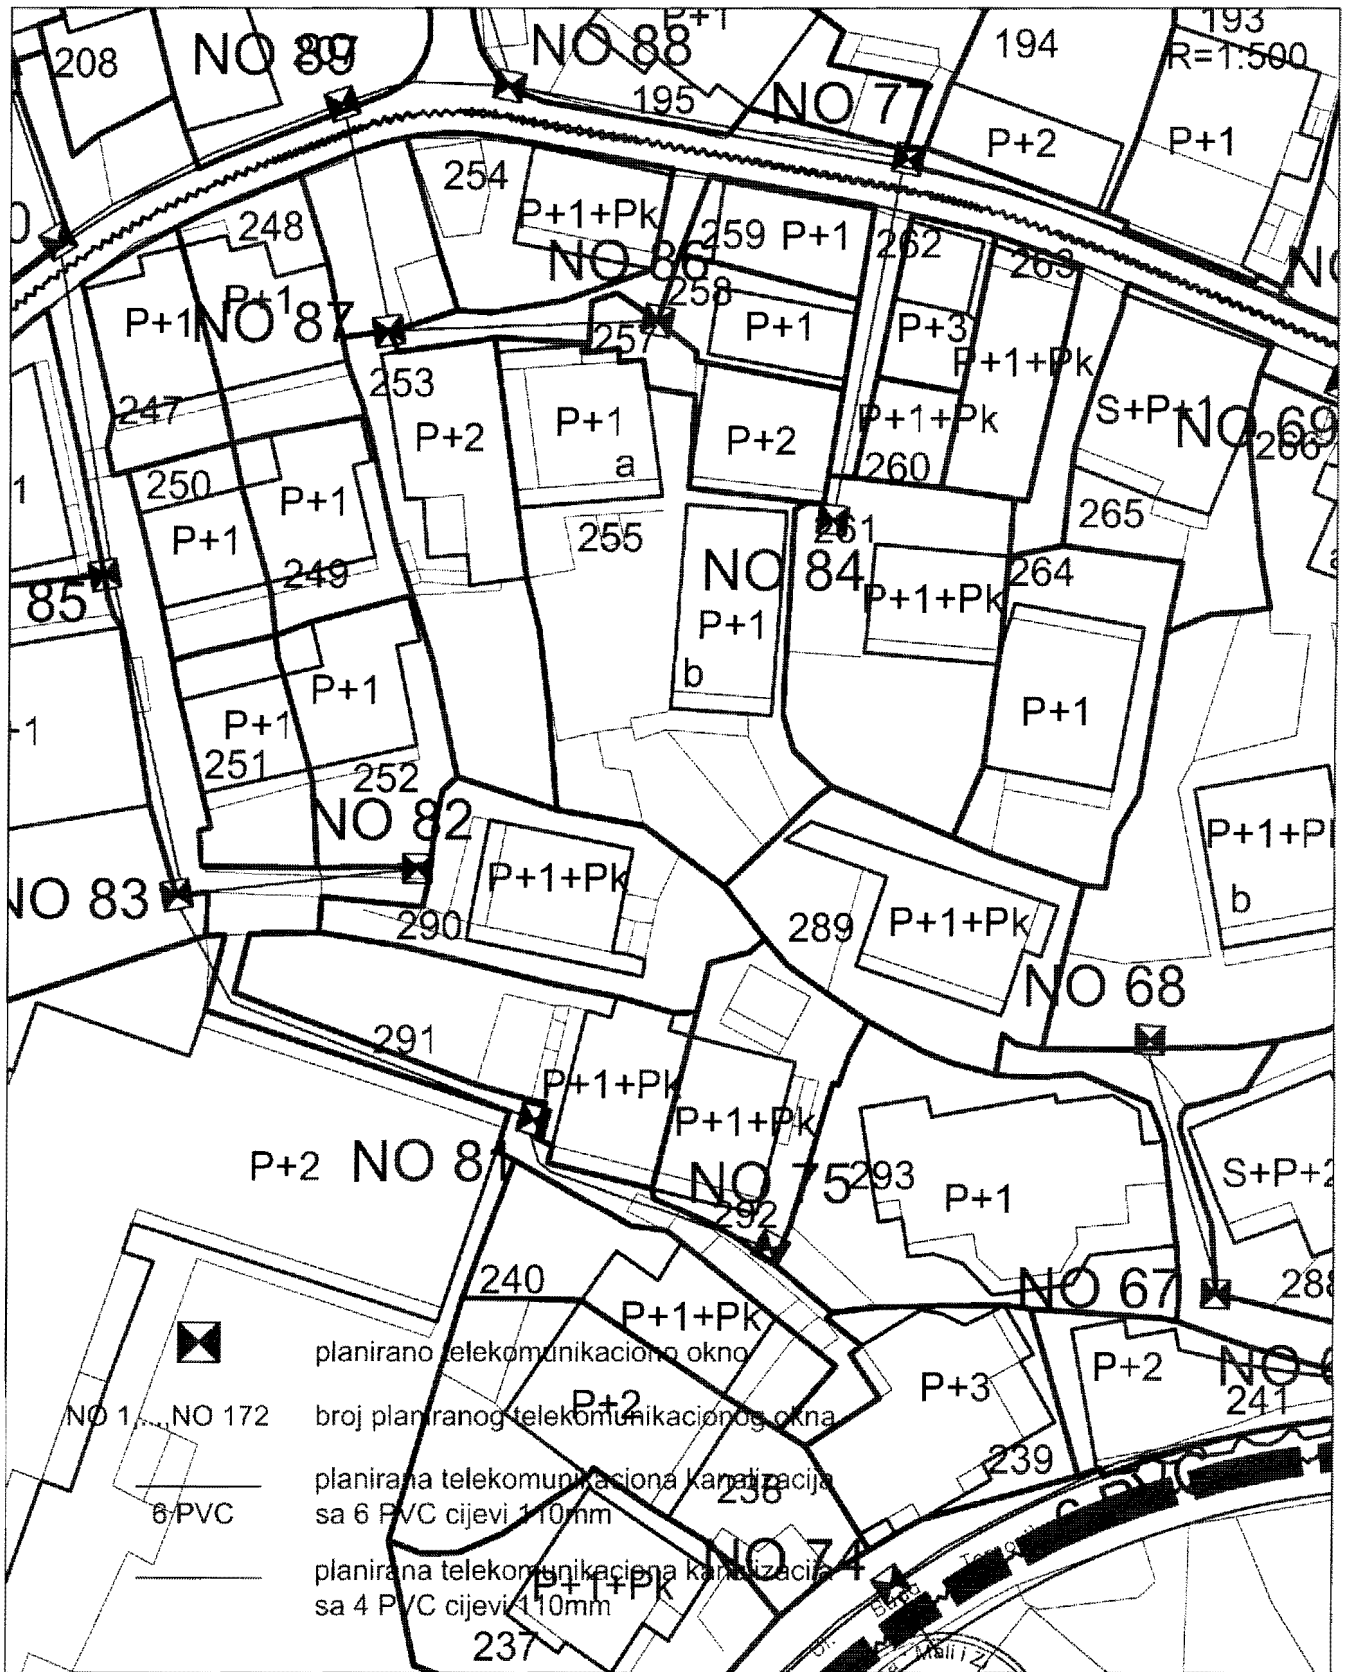 193
R=1:500
P+1
194
208
NO 89
NO 88
195
NO 77
P+2
P+1
254
248
P+1+Pk
259
P+1
262
263
NO 86
258
P+1
P+1
NO 87
257
P+1
P+3
P+1+Pk
253
247
P+2
P+1
a
P+2
P+1+Pk
S+P+1
NO 69
266
260
250
P+1
P+1
265
255
261
249
NO 84
264
85
P+1+Pk
P+1
b
P+1
P+1
P+1
251
252
NO 82
P+1+Pk
NO 83
290
289
P+1+Pk
b
NO 68
291
P+1+Pk
P+1+Pk
P+2
NO 81
NO 75
293
P+1
S+P+2
292
240
NO 67
288
P+1+Pk
planirano telekomunikaciono okno
P+3
P+2
241
P+2
NO 1,...,NO 172
broj planiranog telekomunikacionog okna
239
planirana telekomunikaciona kanalizacija
238
6 PVC
sa 6 PVC cijevi 110mm
NO 74
planirana telekomunikaciona kanalizacija
P+1+Pk
sa 4 PVC cijevi 110mm
237